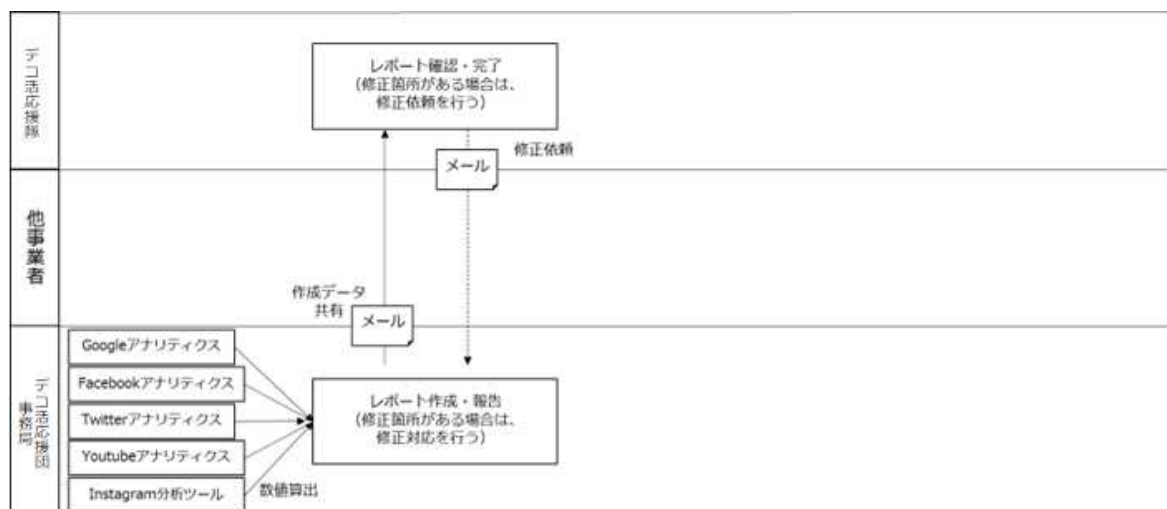 デコ活応援隊
レポート確認・完了
(修正箇所がある場合は、
修正依頼を行う)
メール
修正依頼
他事業者
作成データ
共有
メール
デコ活応援団
事務局
Googleアナリティクス
Facebookアナリティクス
Twitterアナリティクス
Youtubeアナリティクス
Instagram分析ツール
数値算出
レポート作成・報告
(修正箇所がある場合は、
修正対応を行う)